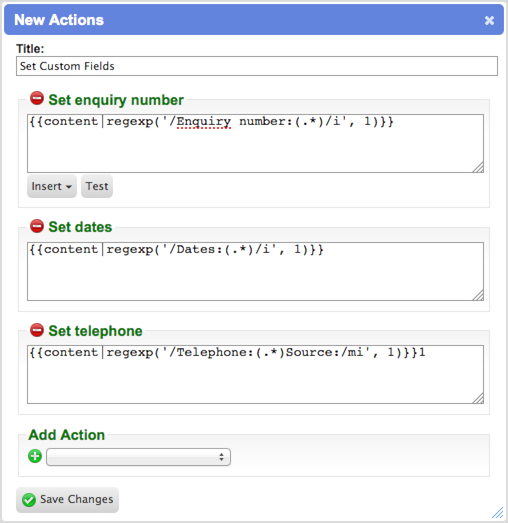 New Actions
Title:
Set Custom Fields
Set enquiry number
{{content|regexp('/Enquiry number:(.*)/i', 1)}}
Insert
Test
Set dates
{{content|regexp('/Dates:(.*)/i', 1)}}
Set telephone
{{content|regexp('/Telephone:(.*)Source:/mi', 1)}}1
Add Action
Save Changes